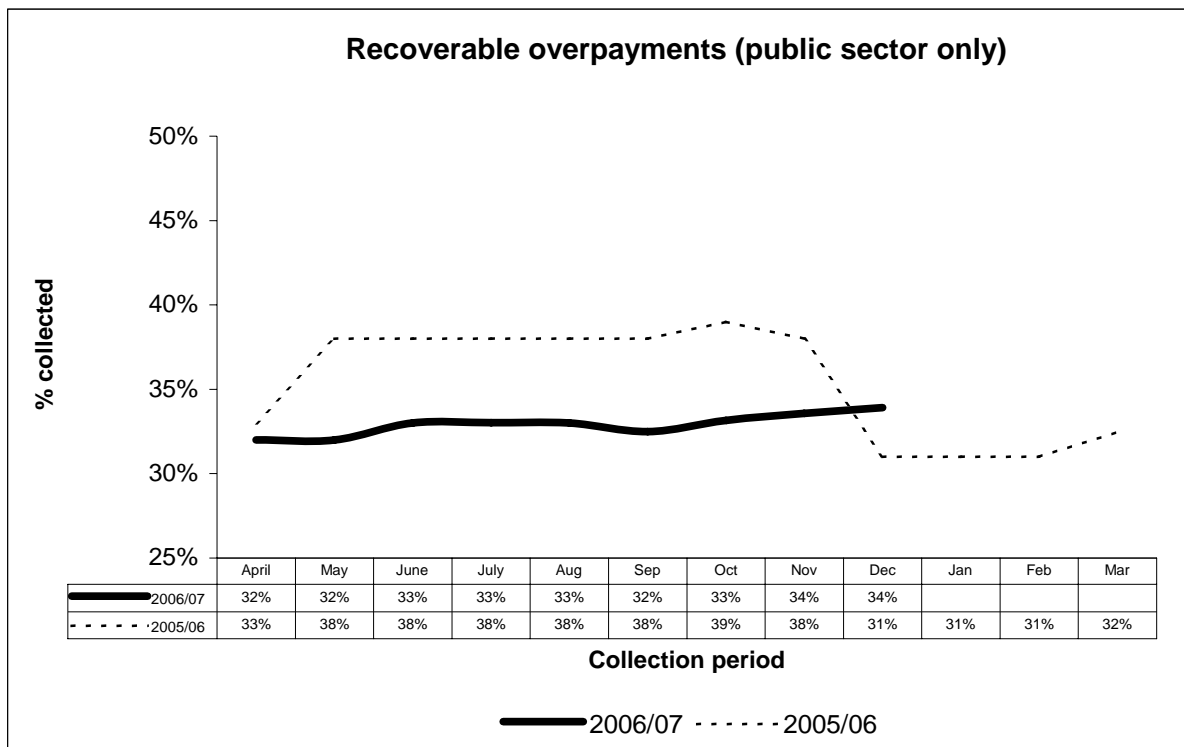 Recoverable overpayments (public sector only)
50%
45%
40%
35%
30%
25%
% collected
April May June July Aug Sep Oct Nov Dec Jan Feb Mar
2006/07 32% 32% 33% 33% 33% 32% 33% 34% 34%
2005/06 33% 38% 38% 38% 38% 38% 39% 38% 31% 31% 31% 32%
Collection period
2006/07 2005/06